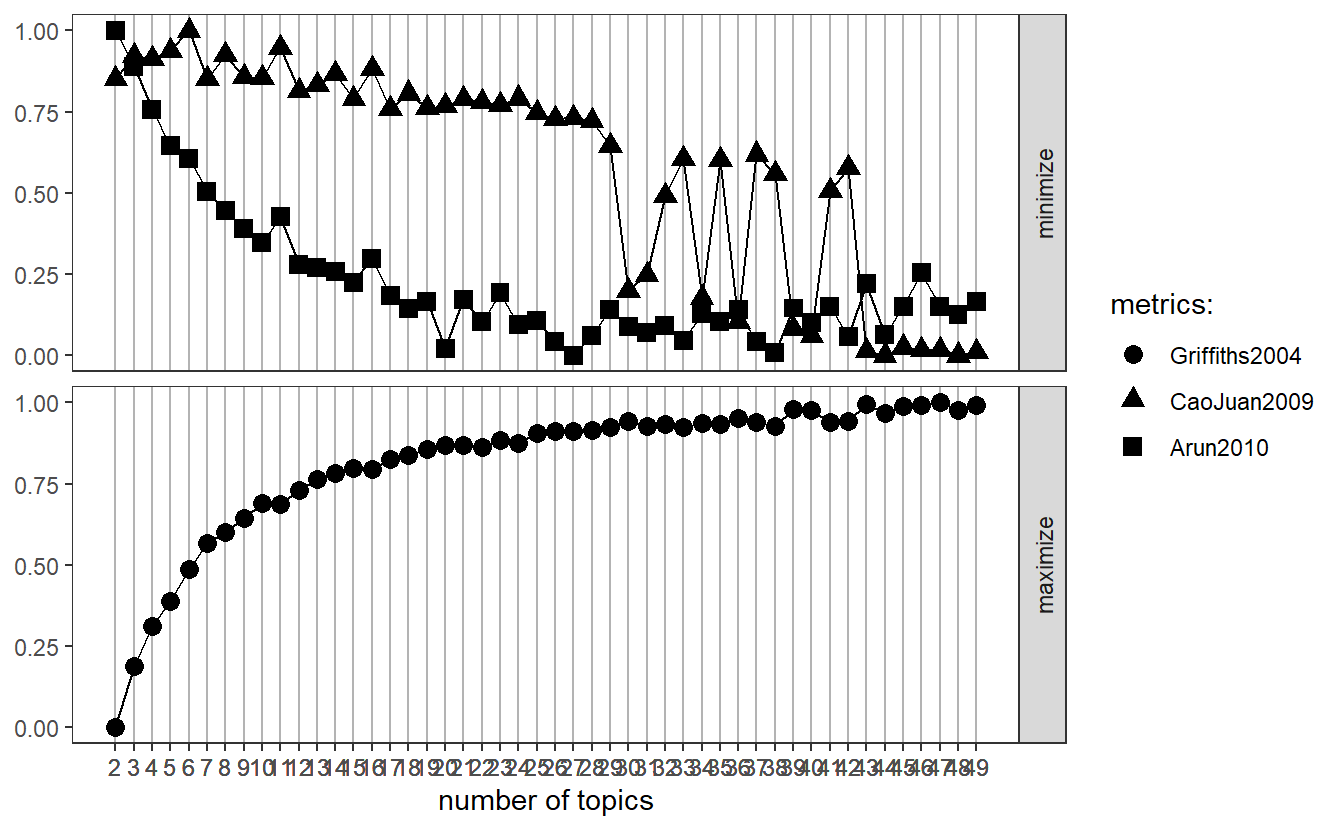 1.00
0.75
0.50
0.25
0.00
minimize
1.00
0.75
0.50
0.25
0.00
maximize
2 3 4 5 6 7 8 9 10 11 12 13 14 15 16 17 18 19 20 21 22 23 24 25 26 27 28 29 30 31 32 33 34 35 36 37 38 39 40 41 42 43 44 45 46 47 48 49
number of topics
metrics:
Griffiths2004
CaoJuan2009
Arun2010